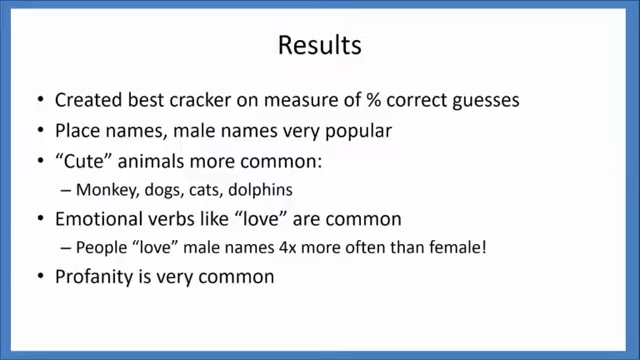 Results
• Created best cracker on measure of % correct guesses
• Place names, male names very popular
• “Cute” animals more common:
– Monkey, dogs, cats, dolphins
• Emotional verbs like “love” are common
– People “love” male names 4x more often than female!
• Profanity is very common